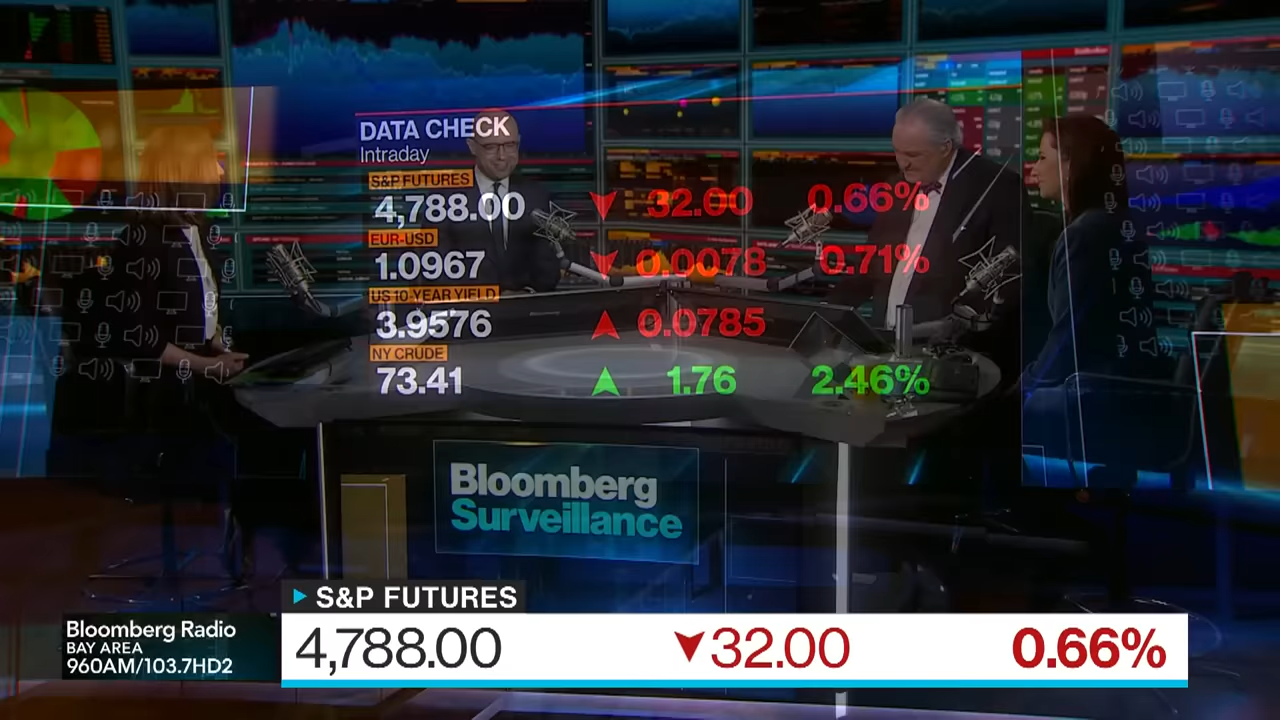 DATA CHECK
Intraday
S&P FUTURES
4,788.00 32.00 0.66%
EUR-USD
1.0967 0.0078 0.71%
US 10-YEAR YIELD
3.9576 0.0785
NY CRUDE
73.41 1.76 2.46%
Bloomberg
Surveillance
S&P FUTURES
Bloomberg Radio
BAY AREA
960AM/103.7HD2
4,788.00 32.00 0.66%